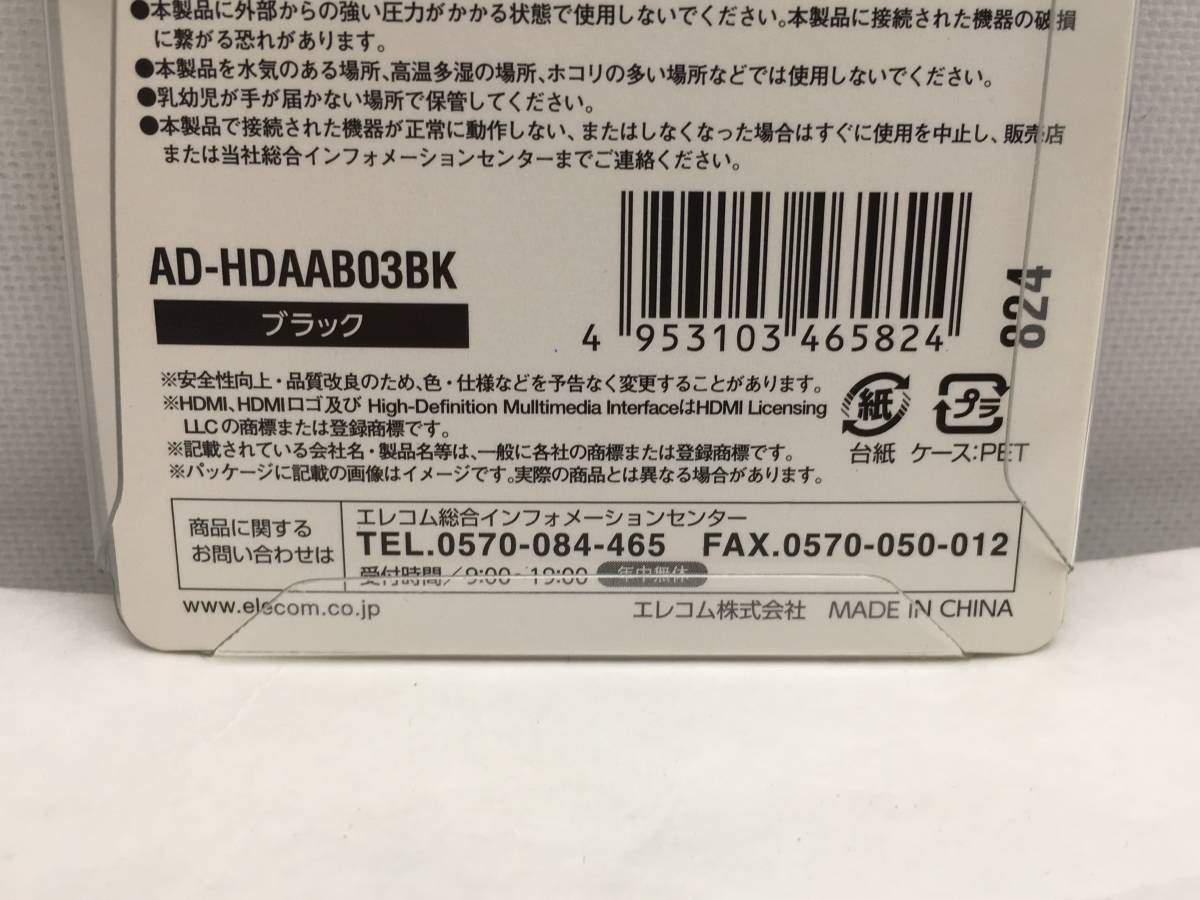 ●本製品に外部からの強い圧力がかかる状態で使用しないでください。本製品に接続された機器の破損
に繋がる恐れがあります。
●本製品を水気のある場所、高温多湿の場所、ホコリの多い場所などでは使用しないでください。
●乳幼児が手が届かない場所で保管してください。
●本製品で接続された機器が正常に動作しない、またはしなくなった場合はすぐに使用を中止し、販売店
または当社総合インフォメーションセンターまでご連絡ください。
AD-HDAAB03BK
ブラック
4 953103 465824
824
※安全性向上・品質改良のため、色・仕様などを予告なく変更することがあります。
※HDMI、HDMIロゴ及び High-Definition Mulltimedia InterfaceはHDMI Licensing
LLCの商標または登録商標です。
※記載されている会社名・製品名等は、一般に各社の商標または登録商標です。
※パッケージに記載の画像はイメージです。実際の商品とは異なる場合があります。
紙 プラ
台紙 ケース:PET
商品に関する
お問い合わせは
エレコム総合インフォメーションセンター
TEL.0570-084-465 FAX.0570-050-012
受付時間/9:00~19:00 年中無休
www.elecom.co.jp エレコム株式会社 MADE IN CHINA